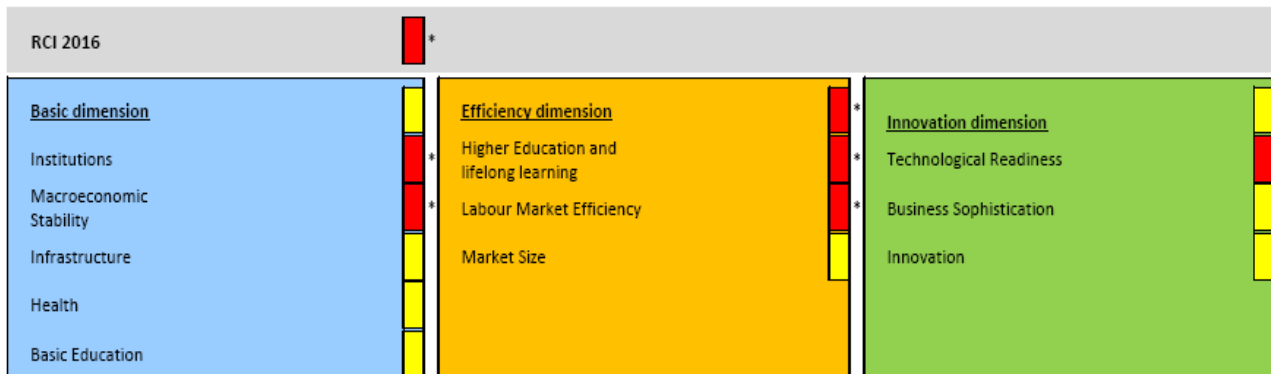 RCI 2016 *
Basic dimension
Institutions *
Macroeconomic
Stability *
Infrastructure
Health
Basic Education
Efficiency dimension *
Higher Education and
lifelong learning *
Labour Market Efficiency *
Market Size
Innovation dimension
Technological Readiness
Business Sophistication
Innovation